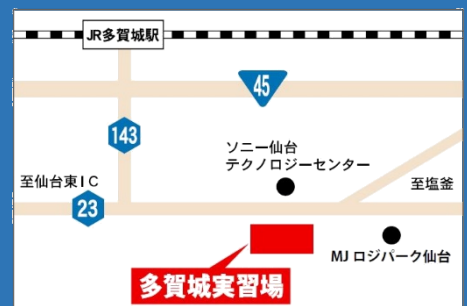 JR多賀城駅
45
143
ソニー仙台
テクノロジーセンター
至仙台東IC
至塩釜
23
MJ ロジパーク仙台
多賀城実習場